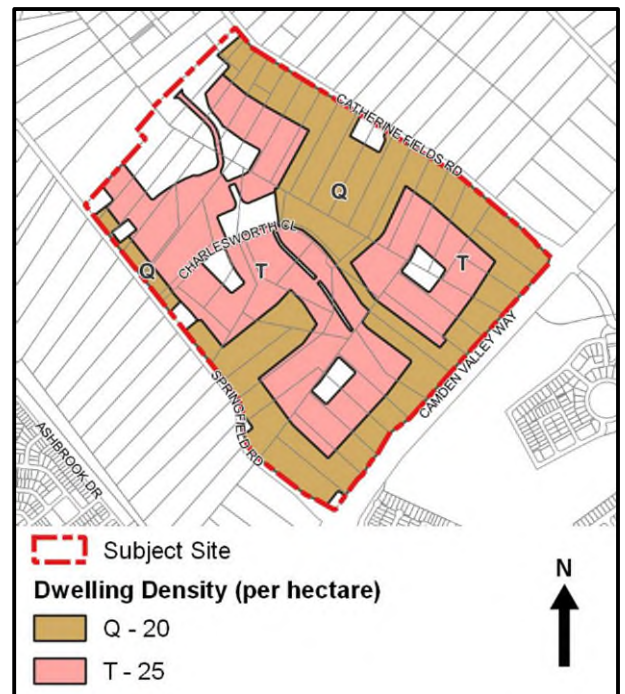 CATHERINE FIELDS RD
Q
CHARLESWORTH CL
Q
T
T
CAMDEN VALLEY WAY
SPRINGFIELD RD
ASHBROOK DR
Subject Site
Dwelling Density (per hectare)
N
Q - 20
T - 25